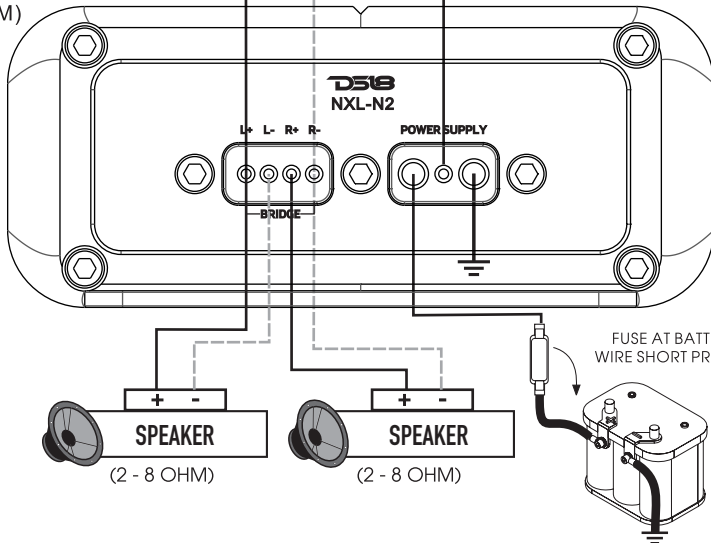 M)
DS18
NXL-N2
L+ L- R+ R- POWER SUPPLY
BRIDGE
FUSE AT BATT
WIRE SHORT PR
+ - + -
SPEAKER SPEAKER
(2 - 8 OHM) (2 - 8 OHM)